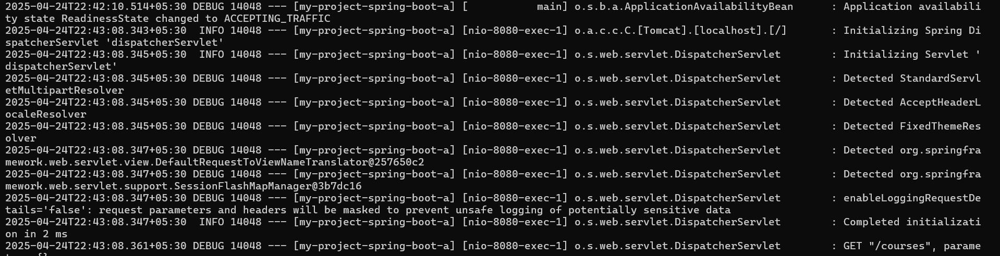 2025-04-24T22:42:10.514+05:30 DEBUG 14048 --- [my-project-spring-boot-a] [           main] o.s.b.a.ApplicationAvailabilityBean      : Application availabili
ty state ReadinessState changed to ACCEPTING_TRAFFIC
2025-04-24T22:43:08.343+05:30  INFO 14048 --- [my-project-spring-boot-a] [nio-8080-exec-1] o.a.c.c.C.[Tomcat].[localhost].[/]       : Initializing Spring Di
spatcherServlet 'dispatcherServlet'
2025-04-24T22:43:08.345+05:30  INFO 14048 --- [my-project-spring-boot-a] [nio-8080-exec-1] o.s.web.servlet.DispatcherServlet        : Initializing Servlet '
dispatcherServlet'
2025-04-24T22:43:08.345+05:30 DEBUG 14048 --- [my-project-spring-boot-a] [nio-8080-exec-1] o.s.web.servlet.DispatcherServlet        : Detected StandardServl
etMultipartResolver
2025-04-24T22:43:08.345+05:30 DEBUG 14048 --- [my-project-spring-boot-a] [nio-8080-exec-1] o.s.web.servlet.DispatcherServlet        : Detected AcceptHeaderL
ocaleResolver
2025-04-24T22:43:08.345+05:30 DEBUG 14048 --- [my-project-spring-boot-a] [nio-8080-exec-1] o.s.web.servlet.DispatcherServlet        : Detected FixedThemeRes
olver
2025-04-24T22:43:08.347+05:30 DEBUG 14048 --- [my-project-spring-boot-a] [nio-8080-exec-1] o.s.web.servlet.DispatcherServlet        : Detected org.springfra
mework.web.servlet.view.DefaultRequestToViewNameTranslator@257650c2
2025-04-24T22:43:08.347+05:30 DEBUG 14048 --- [my-project-spring-boot-a] [nio-8080-exec-1] o.s.web.servlet.DispatcherServlet        : Detected org.springfra
mework.web.servlet.support.SessionFlashMapManager@3b7dc16
2025-04-24T22:43:08.347+05:30 DEBUG 14048 --- [my-project-spring-boot-a] [nio-8080-exec-1] o.s.web.servlet.DispatcherServlet        : enableLoggingRequestDe
tails='false': request parameters and headers will be masked to prevent unsafe logging of potentially sensitive data
2025-04-24T22:43:08.347+05:30  INFO 14048 --- [my-project-spring-boot-a] [nio-8080-exec-1] o.s.web.servlet.DispatcherServlet        : Completed initializati
on in 2 ms
2025-04-24T22:43:08.361+05:30 DEBUG 14048 --- [my-project-spring-boot-a] [nio-8080-exec-1] o.s.web.servlet.DispatcherServlet        : GET "/courses", parame